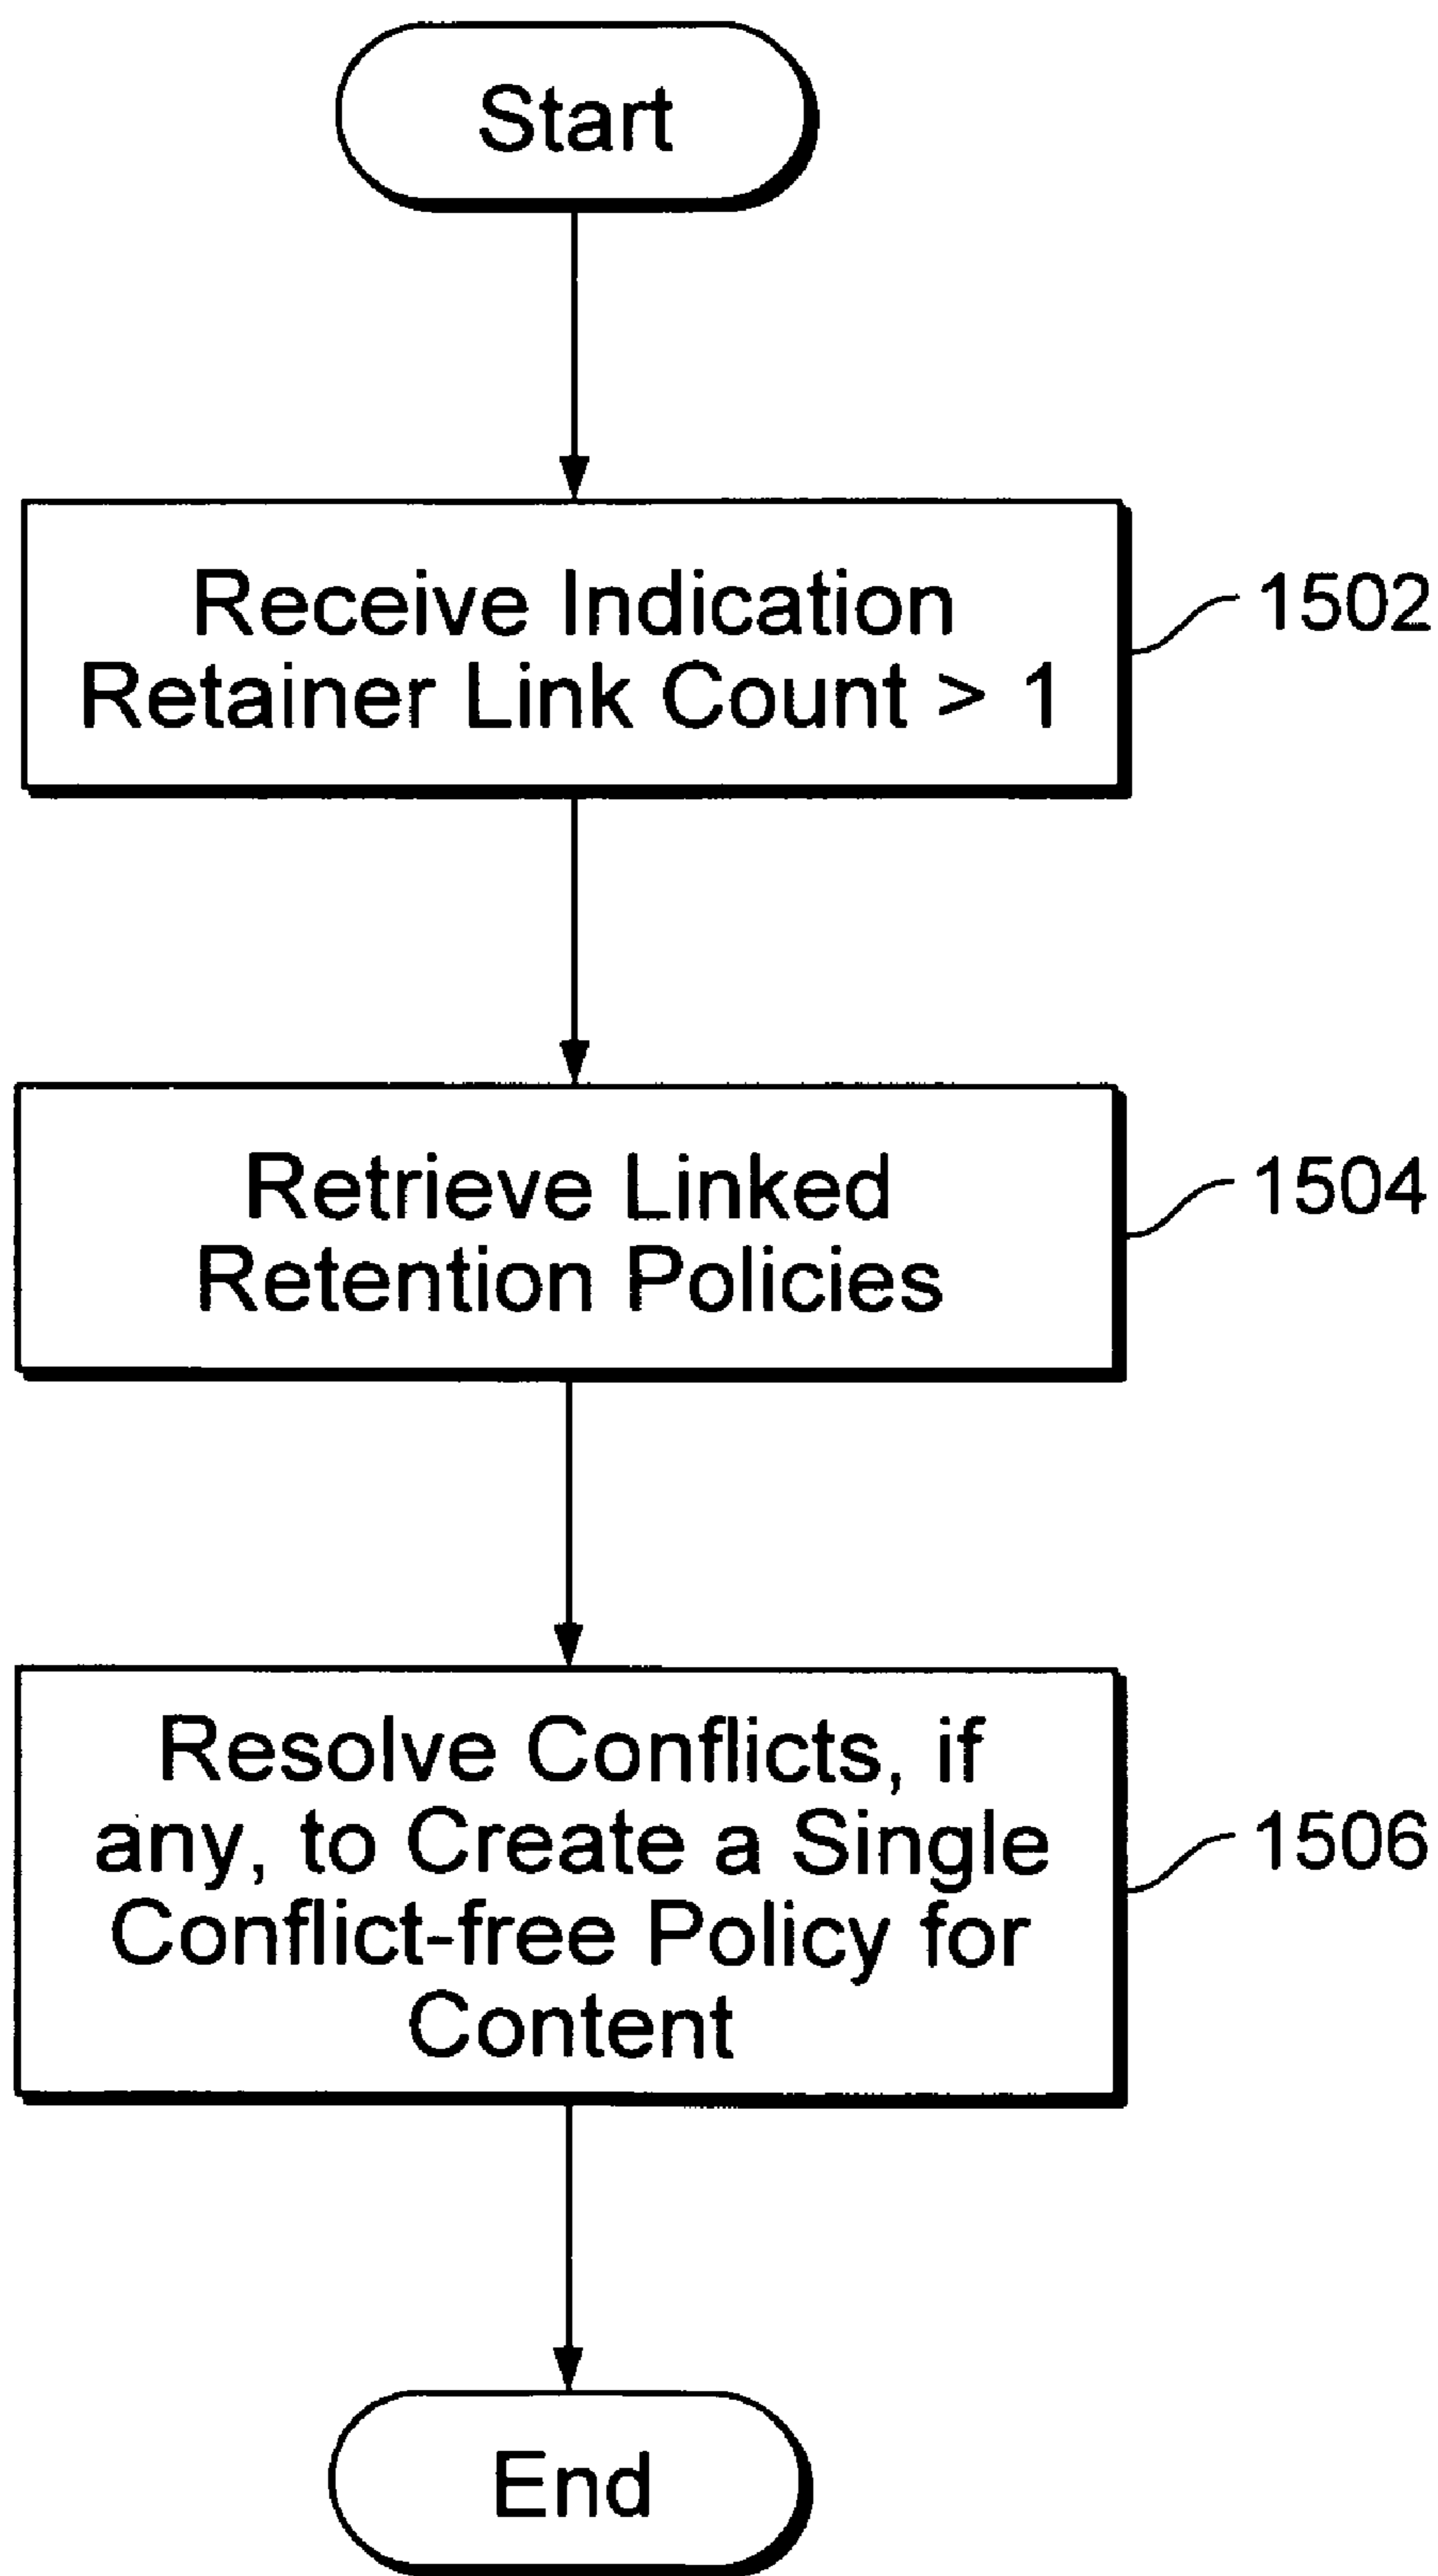 Start
Receive Indication
Retainer Link Count > 1
1502
Retrieve Linked
Retention Policies
1504
Resolve Conflicts, if
any, to Create a Single
Conflict-free Policy for
Content
1506
End